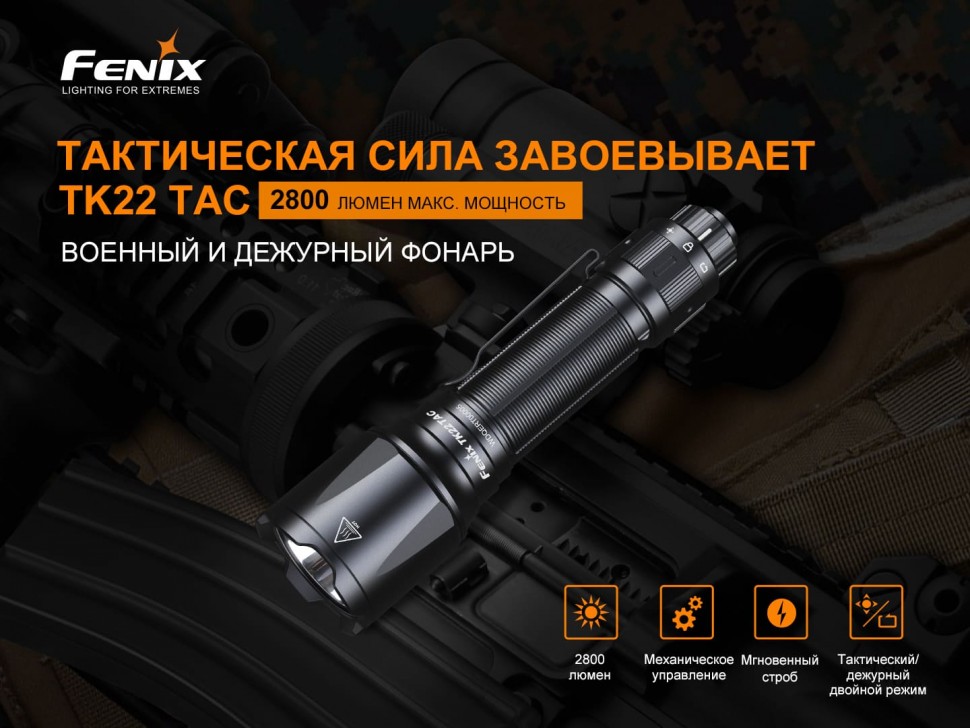 FENIX
LIGHTING FOR EXTREMES
ТАКТИЧЕСКАЯ СИЛА ЗАВОЕВЫВАЕТ
TK22 TAC 2800 ЛЮМЕН МАКС. МОЩНОСТЬ
ВОЕННЫЙ И ДЕЖУРНЫЙ ФОНАРЬ
FENIX TK22 TAC
HOT
2800
люмен
Механическое
управление
Мгновенный
строб
Тактический/
дежурный
двойной режим